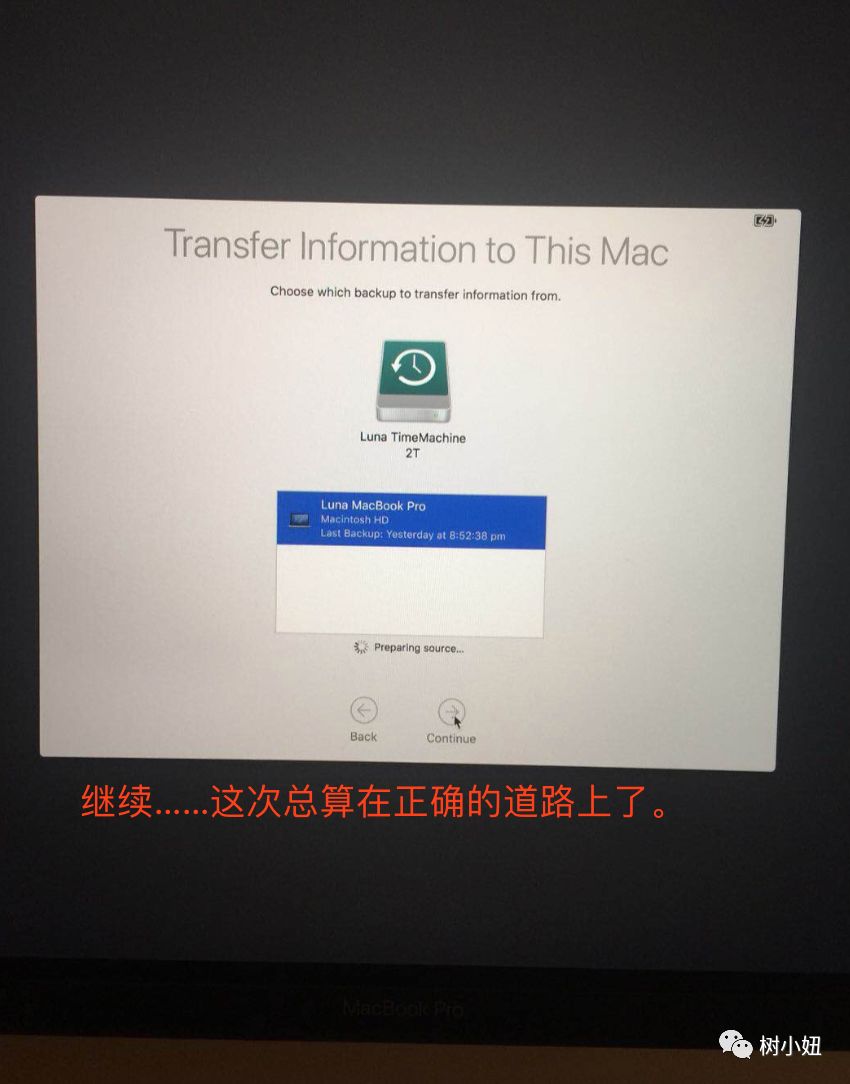 Transfer Information to This Mac
Choose which backup to transfer information from.
Luna TimeMachine
2T
Luna MacBook Pro
Macintosh HD
Last Backup: Yesterday at 8:52:38 pm
Preparing source...
Back
Continue
继续……这次总算在正确的道路上了。
MacBook Pro
树小妞